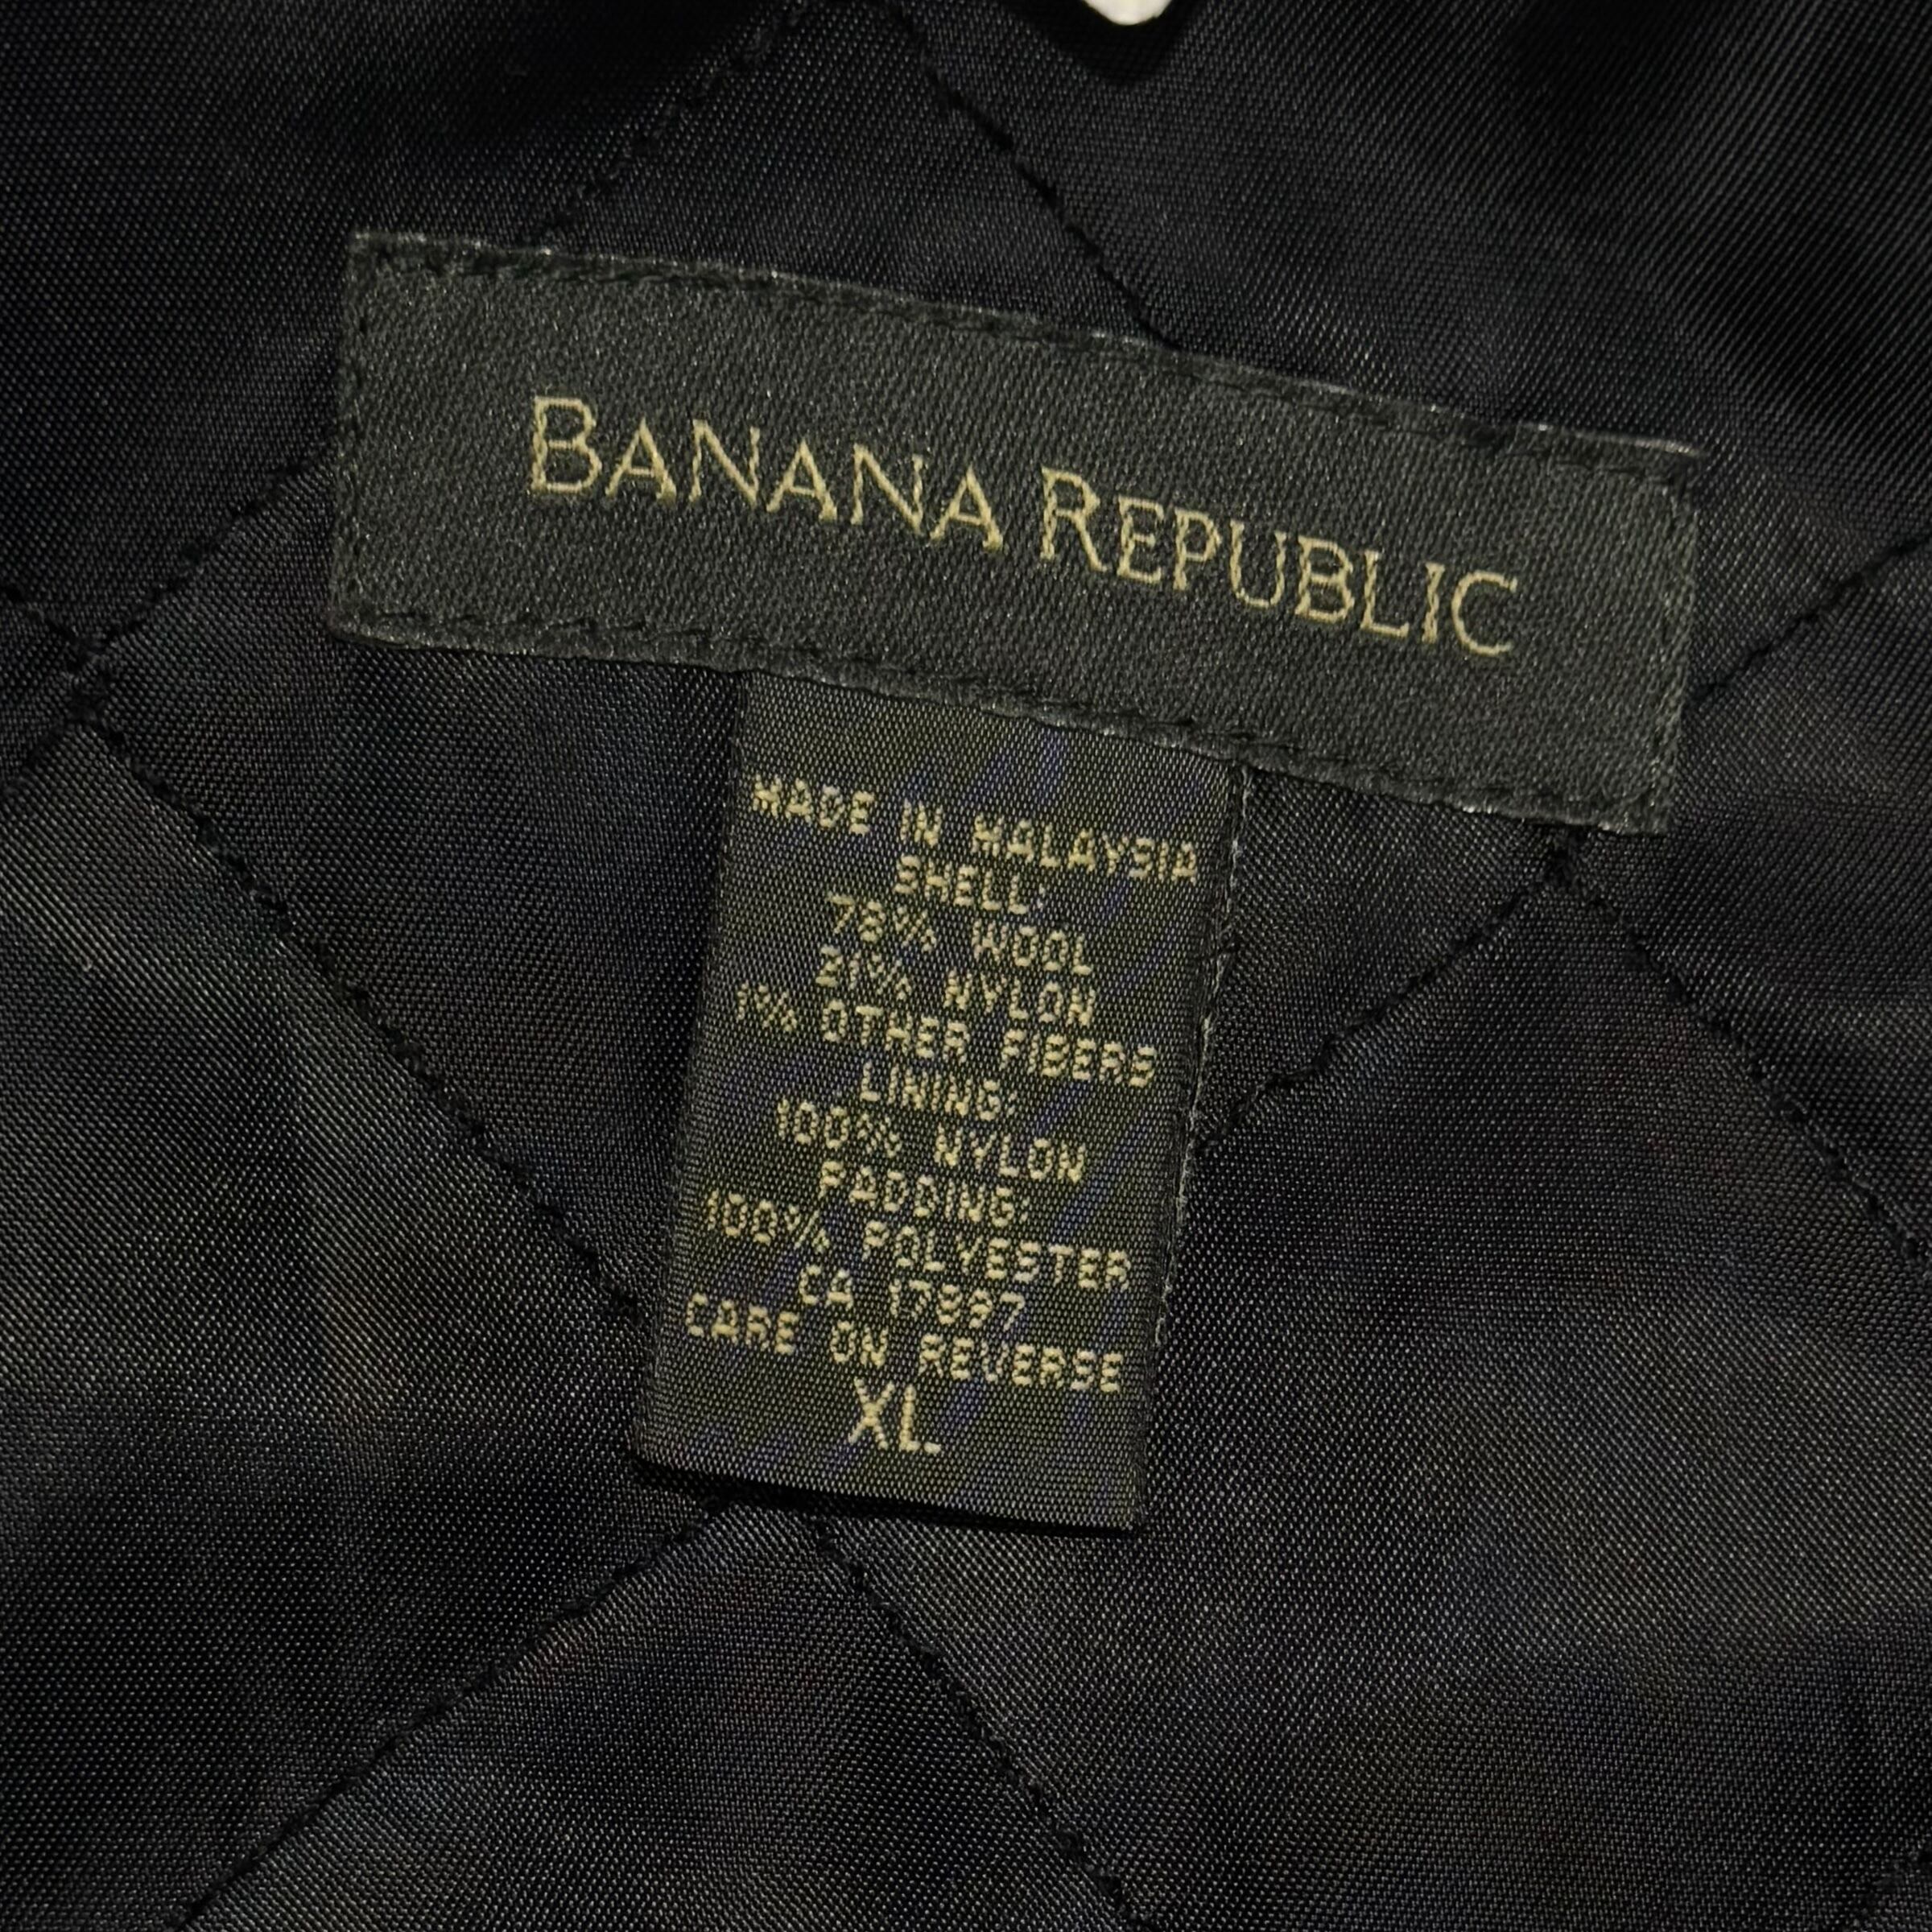 BANANA REPUBLIC
MADE IN MALAYSIA
SHELL:
78% WOOL
21% NYLON
1% OTHER FIBERS
LINING:
100% NYLON
PADDING:
100% POLYESTER
CA 17897
CARE ON REVERSE
XL